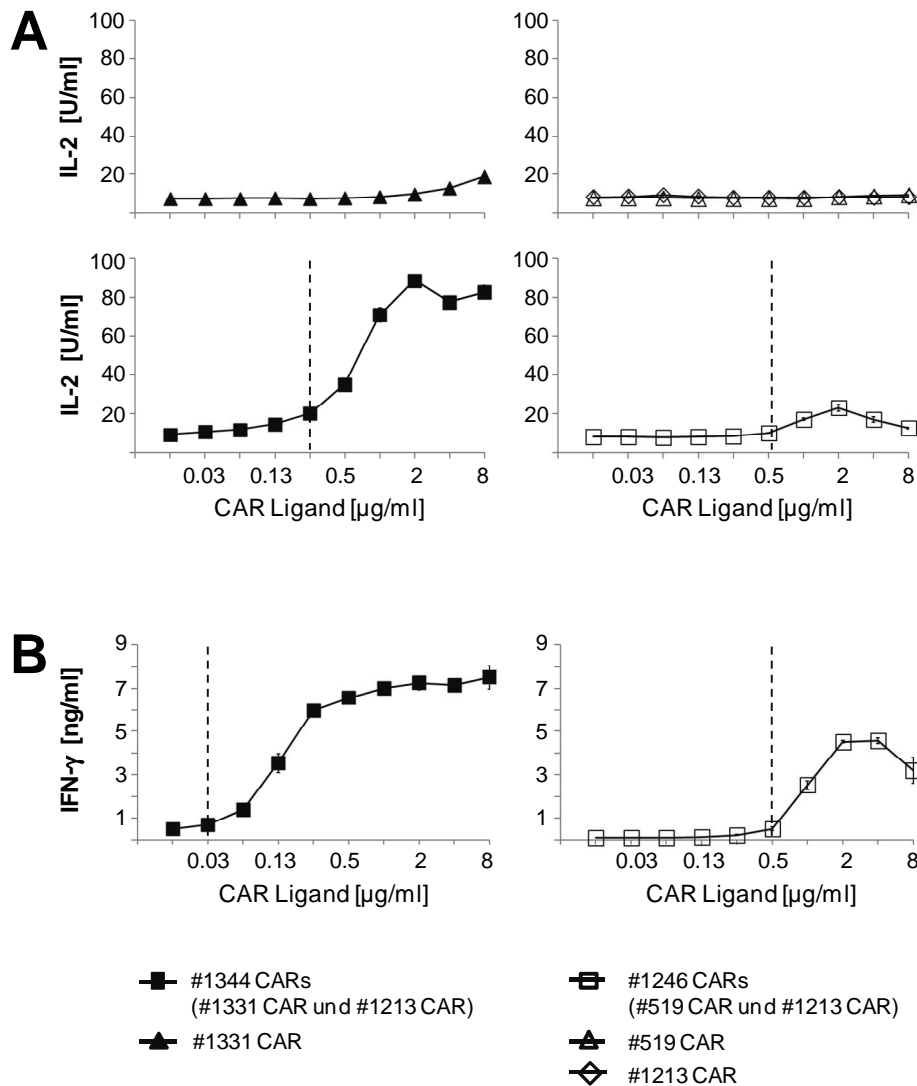 A
IL-2 [U/ml]
100
80
60
40
20
100
80
60
40
20
IL-2 [U/ml]
100
80
60
40
20
0.03 0.13 0.5 2 8
CAR Ligand [µg/ml]
100
80
60
40
20
0.03 0.13 0.5 2 8
CAR Ligand [µg/ml]
B
IFN-γ [ng/ml]
9
7
5
3
1
0.03 0.13 0.5 2 8
CAR Ligand [µg/ml]
9
7
5
3
1
0.03 0.13 0.5 2 8
CAR Ligand [µg/ml]
#1344 CARs
(#1331 CAR und #1213 CAR)
#1331 CAR
#1246 CARs
(#519 CAR und #1213 CAR)
#519 CAR
#1213 CAR